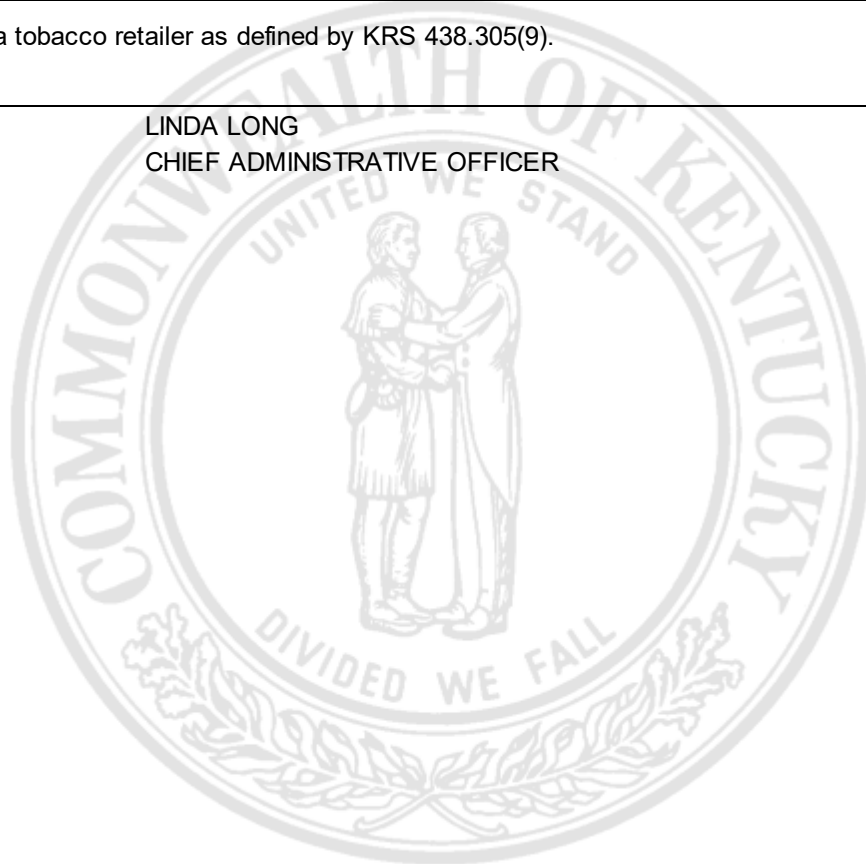 a tobacco retailer as defined by KRS 438.305(9).
LINDA LONG
CHIEF ADMINISTRATIVE OFFICER
COMMONWEALTH OF KENTUCKY
UNITED WE STAND
DIVIDED WE FALL